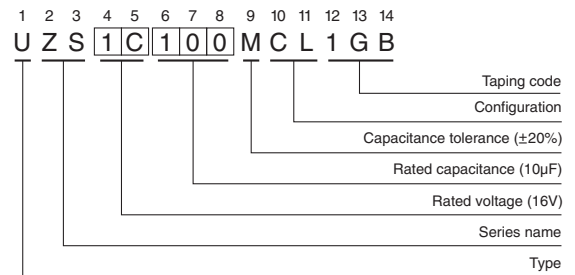 1 2 3 4 5 6 7 8 9 10 11 12 13 14
U Z S 1 C 1 0 0 M C L 1 G B
Taping code
Configuration
Capacitance tolerance (±20%)
Rated capacitance (10µF)
Rated voltage (16V)
Series name
Type